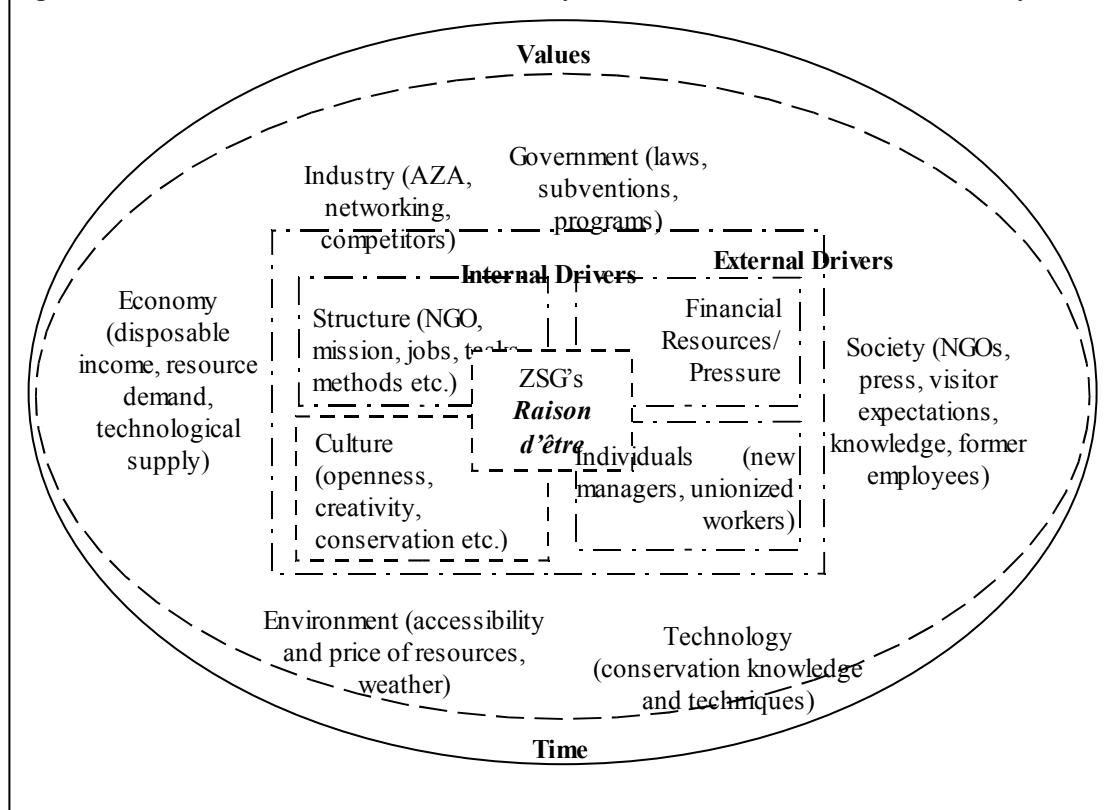 Values
Government (laws,
subventions,
programs)
Industry (AZA,
networking,
competitors)
External Drivers
Internal Drivers
Economy
(disposable
income, resource
demand,
technological
supply)
Structure (NGO,
mission, jobs,
methods etc.)
Financial
Resources/
Pressure
ZSG's
Raison
d'être
Society (NGOs,
press, visitor
expectations,
knowledge, former
employees)
Culture
(openness,
creativity,
conservation etc.)
Individuals (new
managers, unionized
workers)
Environment (accessibility
and price of resources,
weather)
Technology
(conservation knowledge
and techniques)
Time